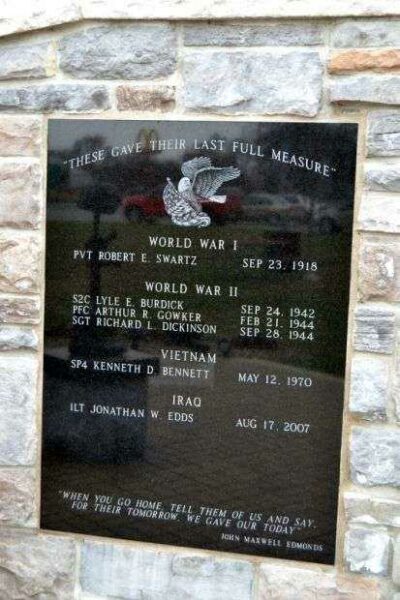 "THESE GAVE THEIR LAST FULL MEASURE"
WORLD WAR I
PVT ROBERT E. SWARTZ SEP 23, 1918
WORLD WAR II
S2C LYLE E. BURDICK SEP 24, 1942
PFC ARTHUR R. GOWKER FEB 21, 1944
SGT RICHARD L. DICKINSON SEP 28, 1944
VIETNAM
SP4 KENNETH D. BENNETT MAY 12, 1970
IRAQ
1LT JONATHAN W. EDDS AUG 17, 2007
"WHEN YOU GO HOME, TELL THEM OF US AND SAY,
FOR THEIR TOMORROW, WE GAVE OUR TODAY"
JOHN MAXWELL EDMONDS